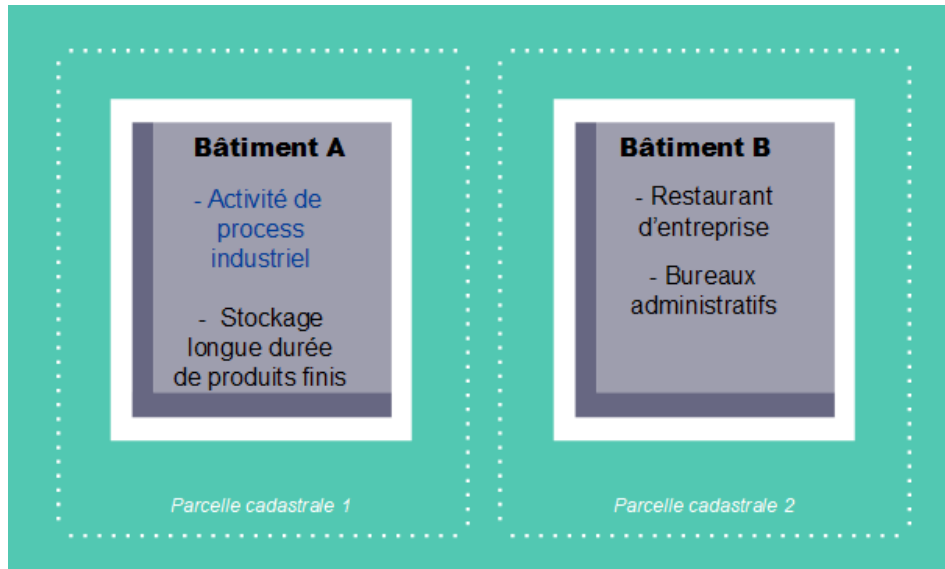 Bâtiment A
- Activité de
process
industriel
- Stockage
longue durée
de produits finis
Parcelle cadastrale 1
Bâtiment B
- Restaurant
d'entreprise
- Bureaux
administratifs
Parcelle cadastrale 2